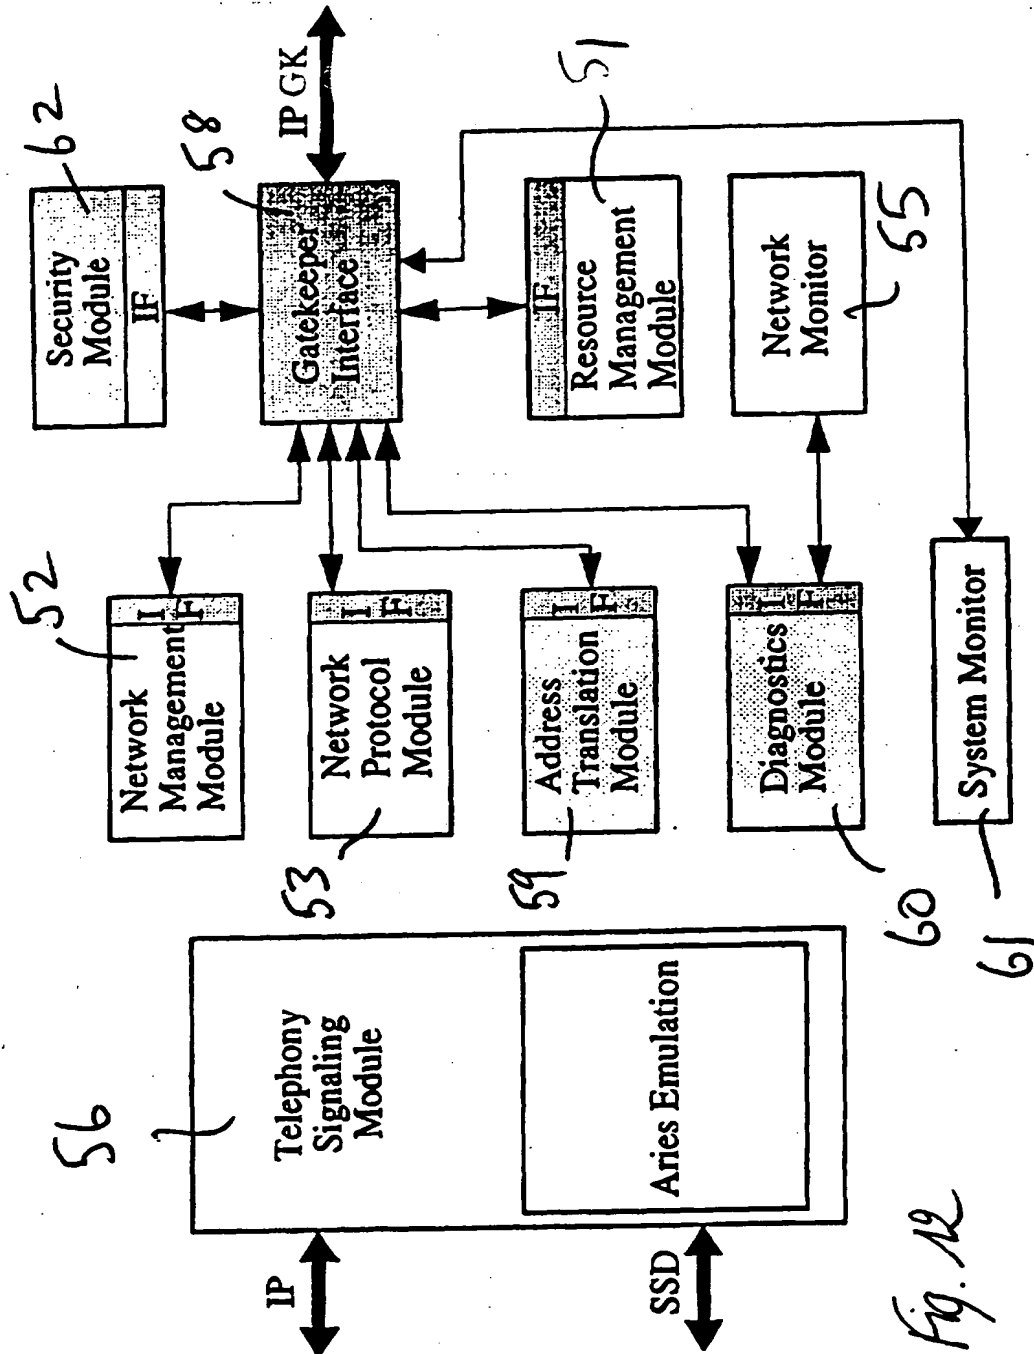 56
Telephony
Signaling
Module
Aries Emulation
IP
SSD
52
Network
Management
Module
I
F
53
Network
Protocol
Module
I
F
59
Address
Translation
Module
I
F
60
Diagnostics
Module
I
F
61
System Monitor
62
Security
Module
IF
58
Gatekeeper
Interface
IP GK
51
IF
Resource
Management
Module
Network
Monitor
55
Fig. 12